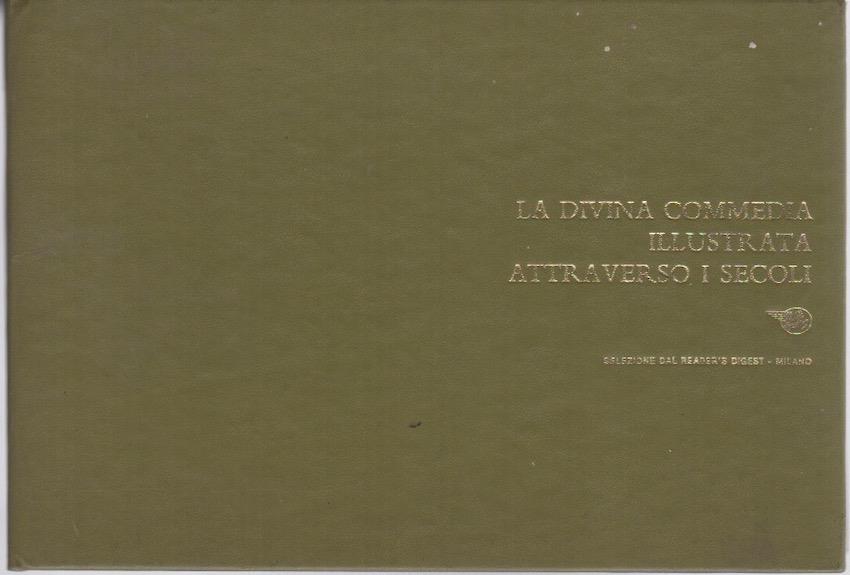 LA DIVINA COMMEDIA
ILLUSTRATA
ATTRAVERSO I SECOLI
SELEZIONE DAL READER'S DIGEST - MILANO